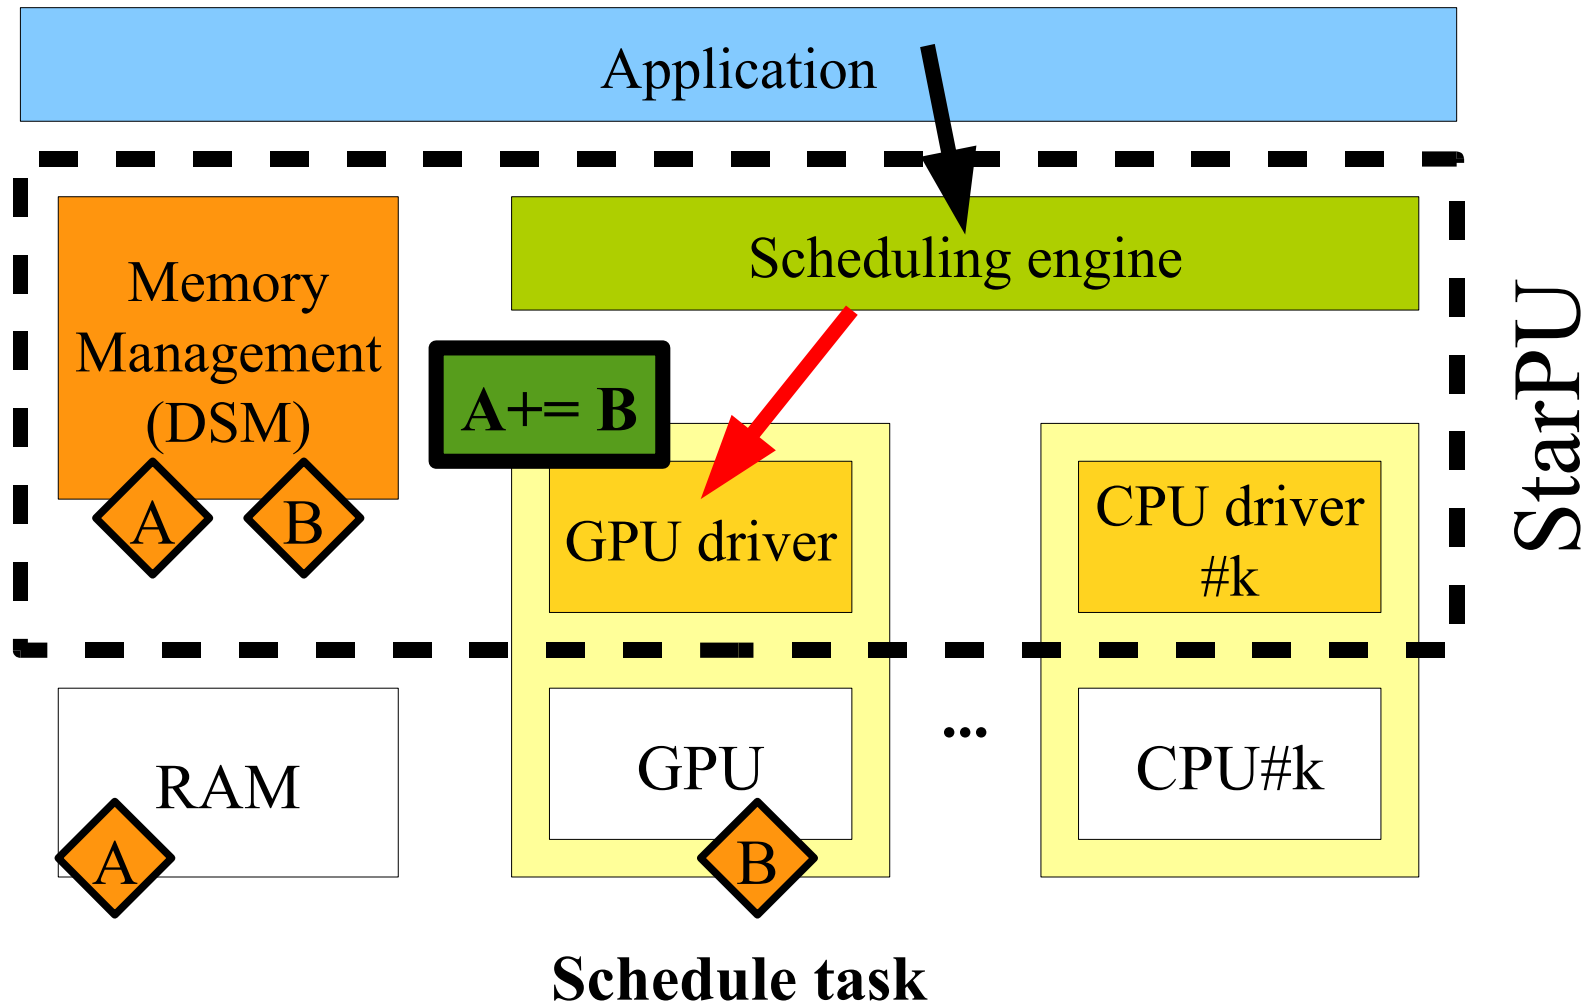 Application
Scheduling engine
Memory
Management
(DSM)
A
B
A+= B
GPU driver
CPU driver
#k
StarPU
RAM
A
GPU
B
...
CPU#k
Schedule task